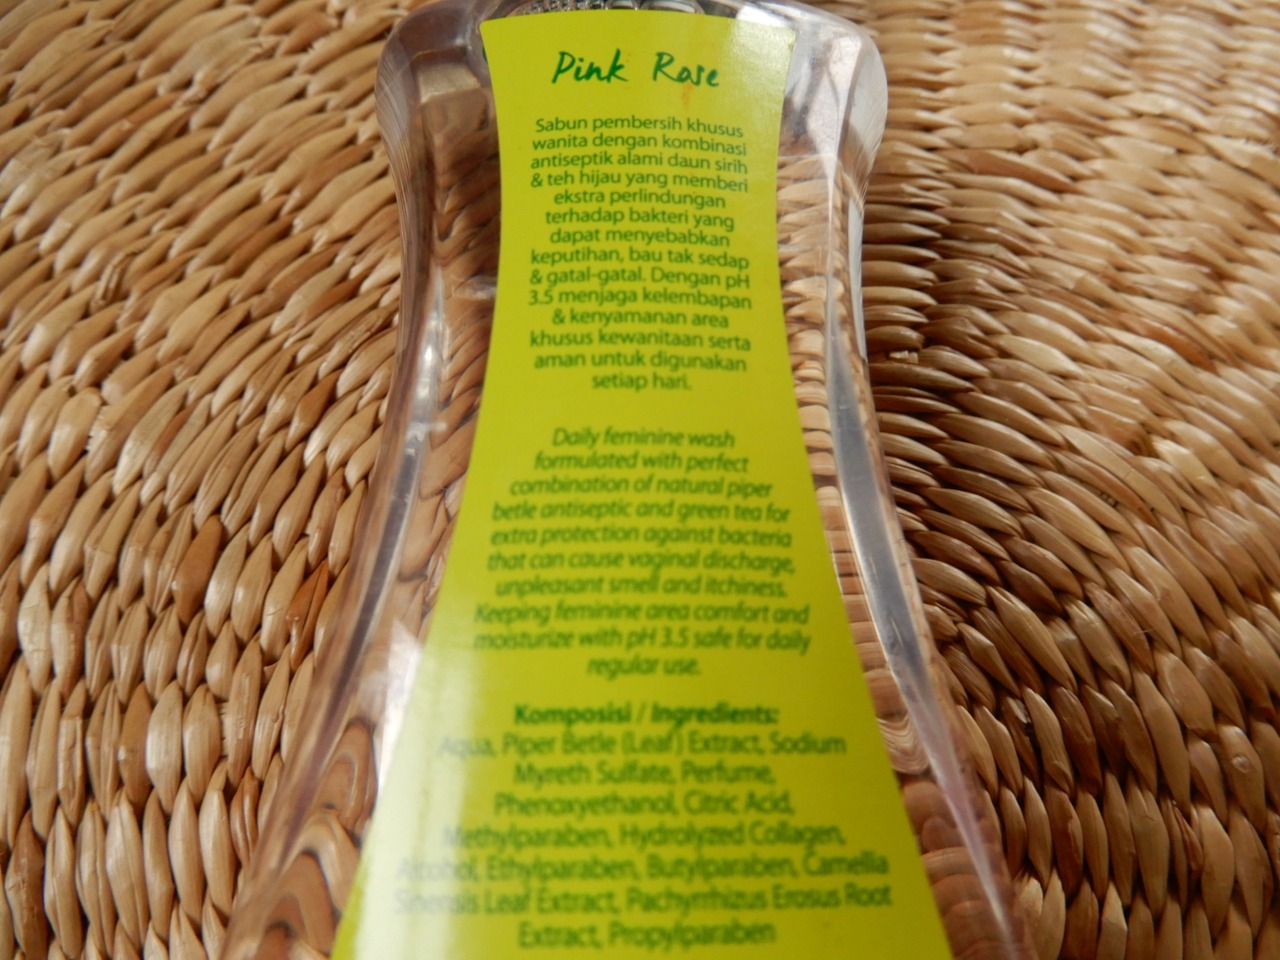 Pink Rose
Sabun pembersih khusus
wanita dengan kombinasi
antiseptik alami daun sirih
& teh hijau yang memberi
ekstra perlindungan
terhadap bakteri yang
dapat menyebabkan
keputihan, bau tak sedap
& gatal-gatal. Dengan pH
3.5 menjaga kelembapan
& kenyamanan area
khusus kewanitaan serta
aman untuk digunakan
setiap hari.
Daily feminine wash
formulated with perfect
combination of natural piper
betle antiseptic and green tea for
extra protection against bacteria
that can cause vaginal discharge,
unpleasant smell and itchiness.
Keeping feminine area comfort and
moisturize with pH 3.5 safe for daily
regular use.
Komposisi / Ingredients:
Aqua, Piper Betle (Leaf) Extract, Sodium
Myreth Sulfate, Perfume,
Phenoxyethanol, Citric Acid,
Methylparaben, Hydrolyzed Collagen,
Alcohol, Ethylparaben, Butylparaben, Camellia
Sinensis Leaf Extract, Pachyrrhizus Erosus Root
Extract, Propylparaben